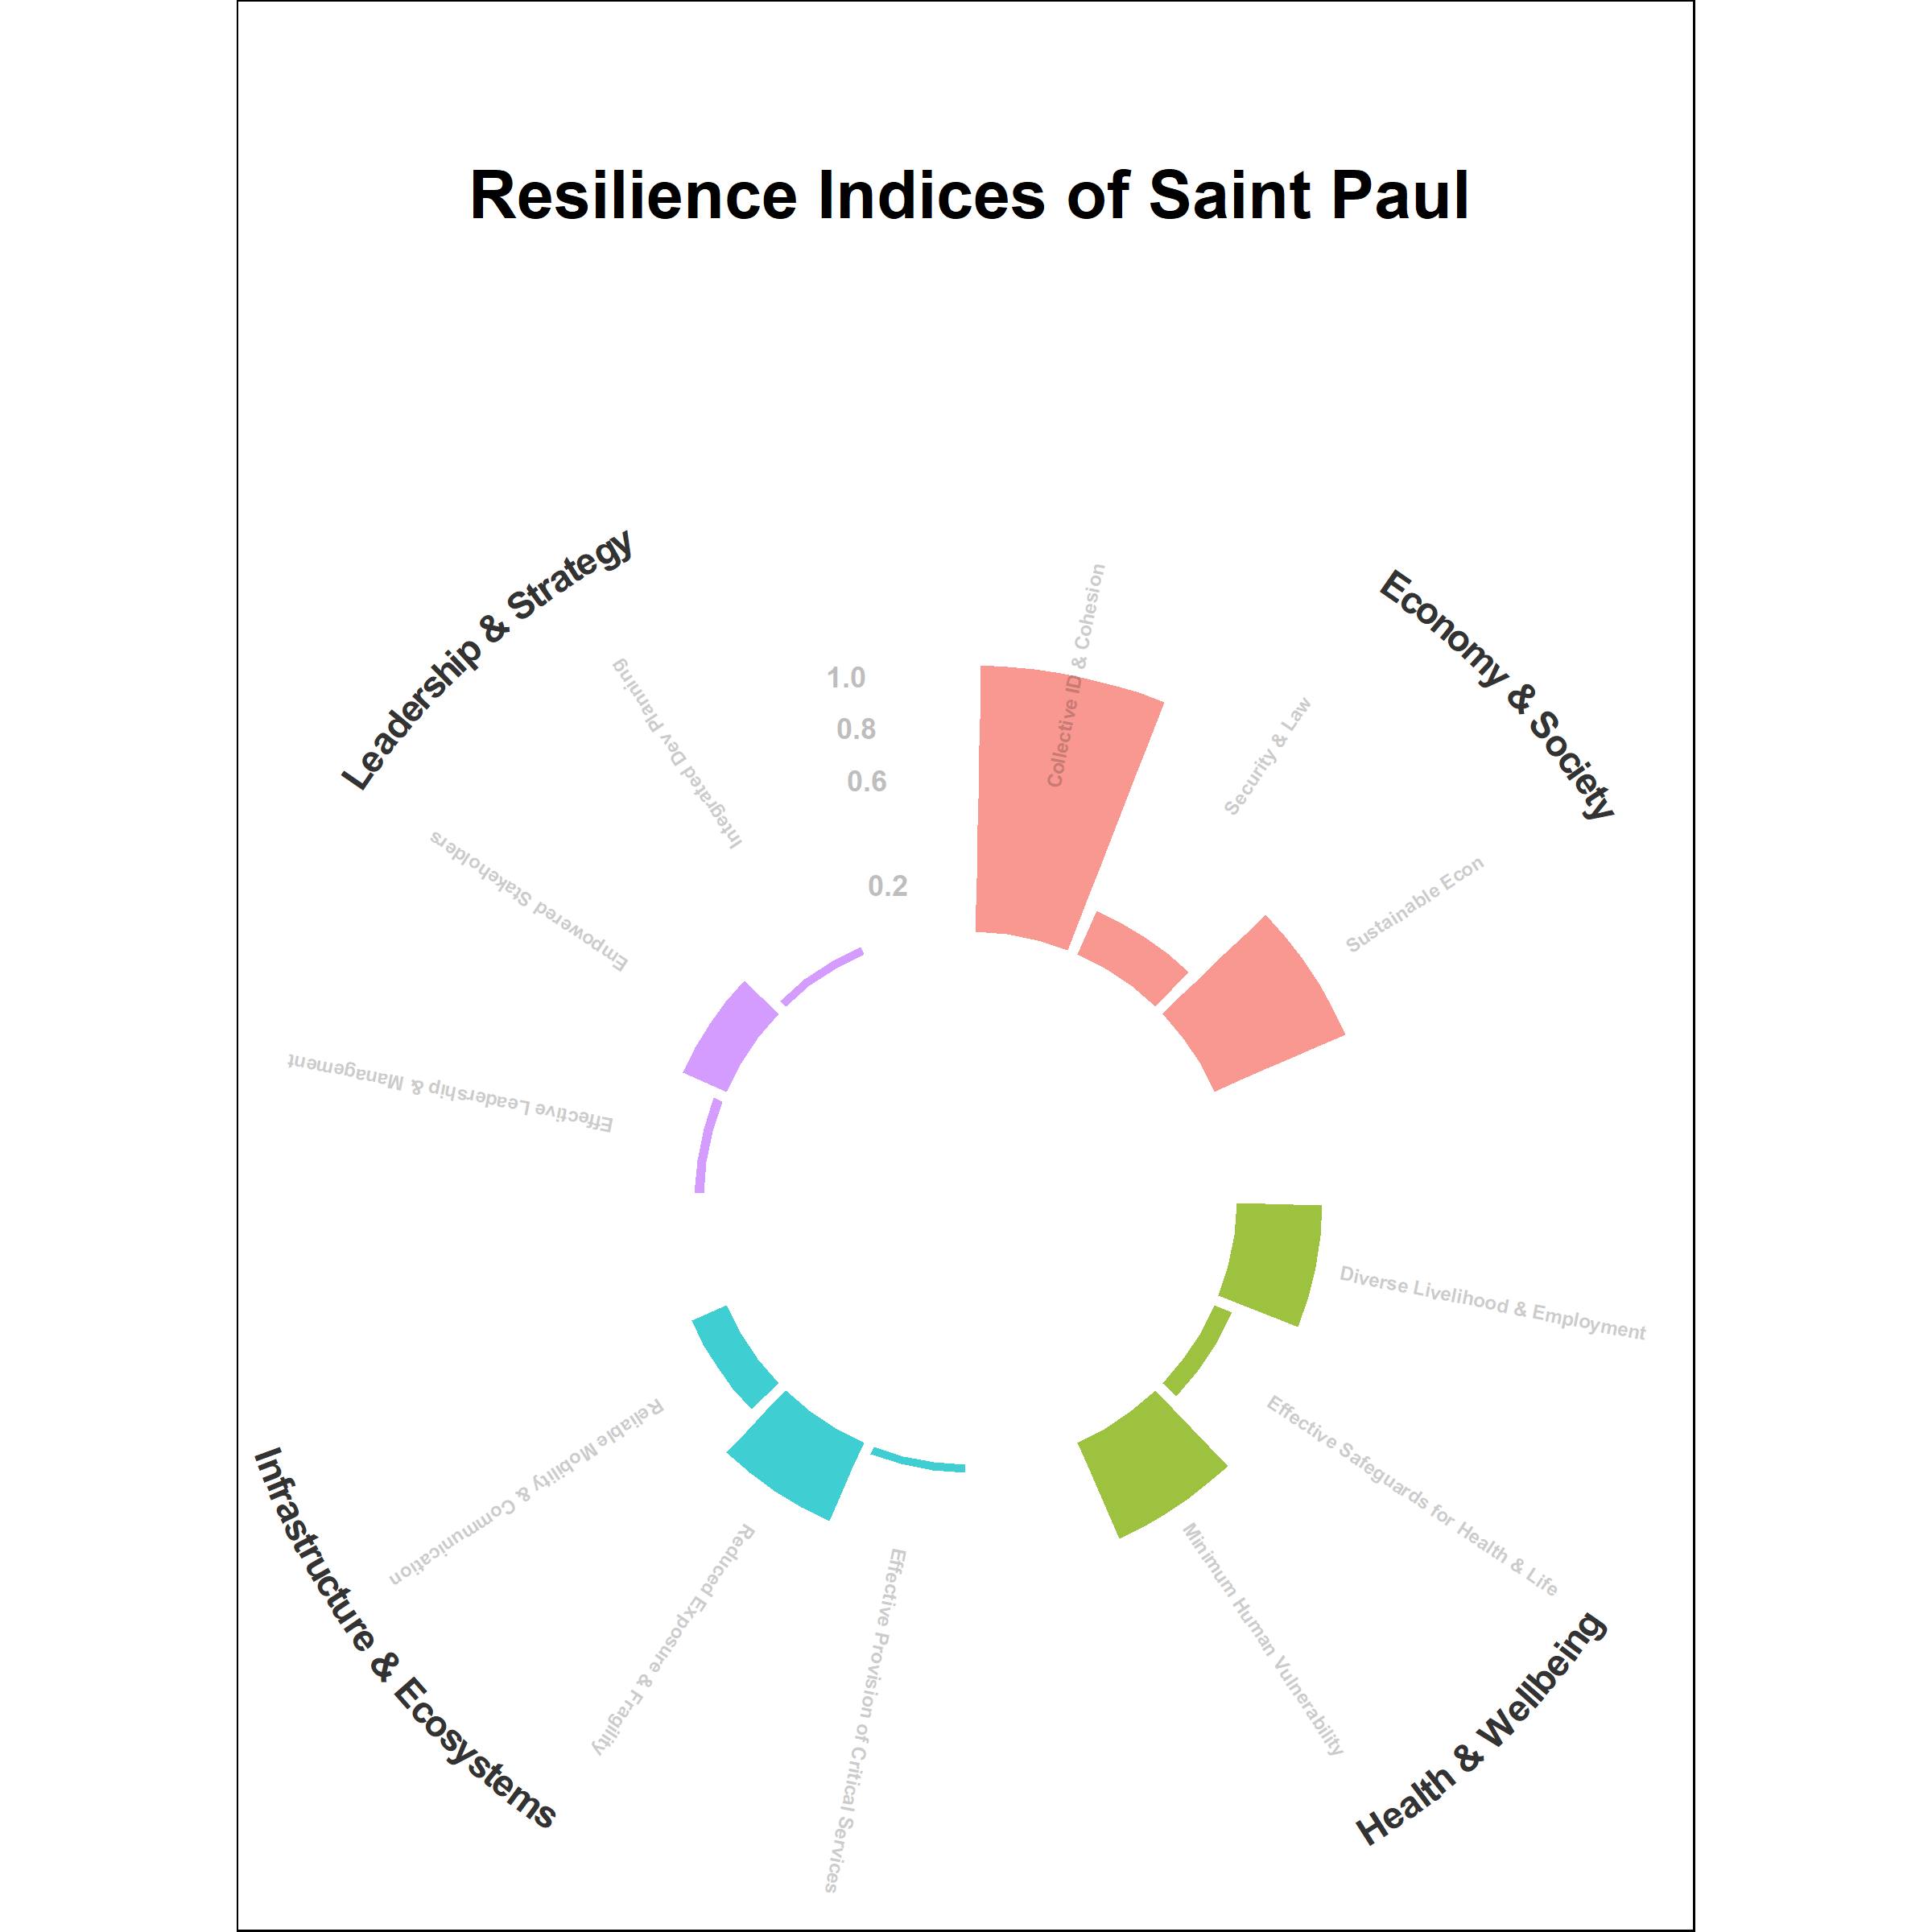 Resilience Indices of Saint Paul
Leadership & Strategy
Economy & Society
Collective ID & Cohesion
Security & Law
Sustainable Econ
Integrated Dev Planning
Empowered Stakeholders
Effective Leadership & Management
1.0
0.8
0.6
0.2
Diverse Livelihood & Employment
Effective Safeguards for Health & Life
Minimum Human Vulnerability
Reliable Mobility & Communication
Reduced Exposure & Fragility
Effective Provision of Critical Services
Infrastructure & Ecosystems
Health & Wellbeing